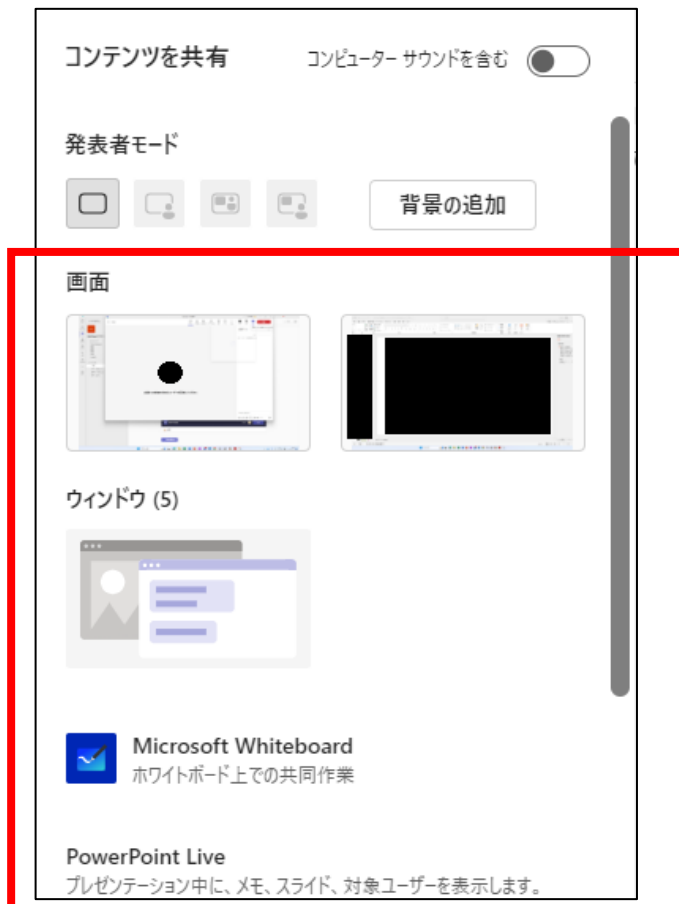 コンテンツを共有
コンピューター サウンドを含む
発表者モード
背景の追加
画面
ウィンドウ (5)
Microsoft Whiteboard
ホワイトボード上での共同作業
PowerPoint Live
プレゼンテーション中に、メモ、スライド、対象ユーザーを表示します。